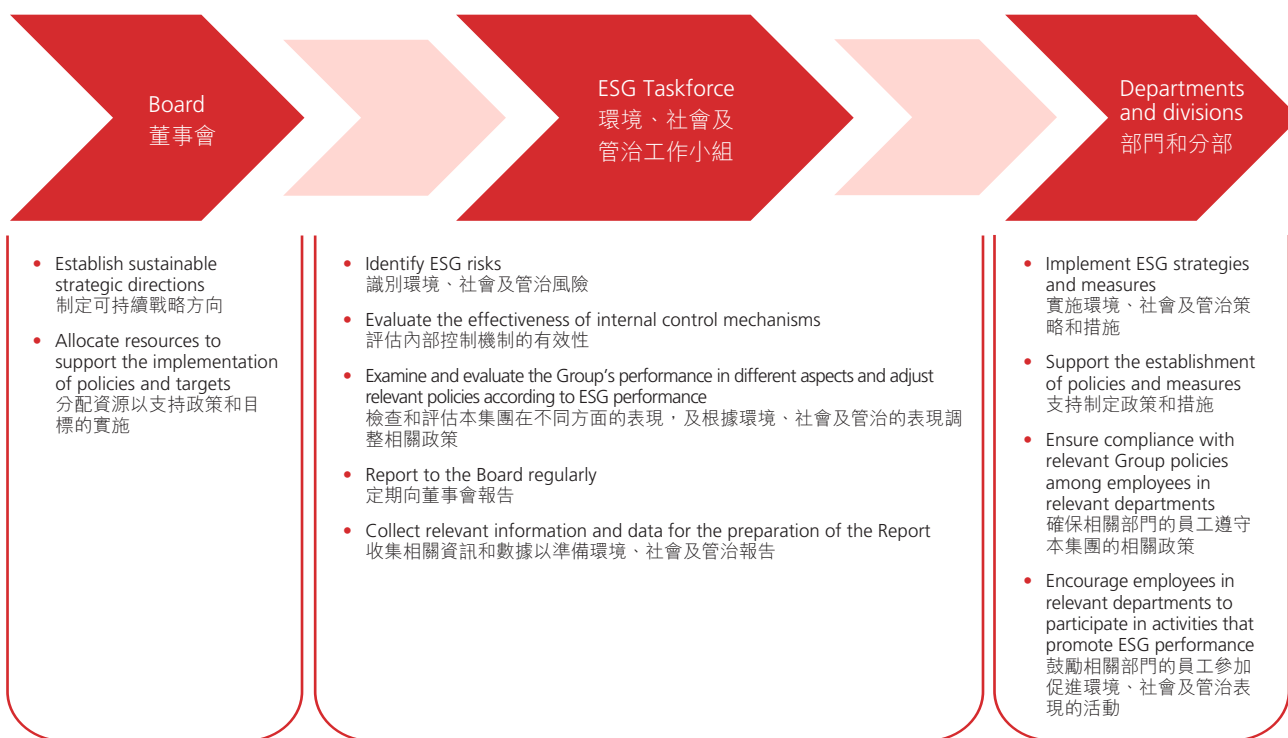 Board
董事會
ESG Taskforce
環境、社會及
管治工作小組
Departments
and divisions
部門和分部
• Establish sustainable
strategic directions
制定可持續戰略方向
• Allocate resources to
support the implementation
of policies and targets
分配資源以支持政策和目
標的實施
• Identify ESG risks
識別環境、社會及管治風險
• Evaluate the effectiveness of internal control mechanisms
評估內部控制機制的有效性
• Examine and evaluate the Group's performance in different aspects and adjust
relevant policies according to ESG performance
檢查和評估本集團在不同方面的表現，及根據環境、社會及管治的表現調
整相關政策
• Report to the Board regularly
定期向董事會報告
• Collect relevant information and data for the preparation of the Report
收集相關資訊和數據以準備環境、社會及管治報告
• Implement ESG strategies
and measures
實施環境、社會及管治策
略和措施
• Support the establishment
of policies and measures
支持制定政策和措施
• Ensure compliance with
relevant Group policies
among employees in
relevant departments
確保相關部門的員工遵守
本集團的相關政策
• Encourage employees in
relevant departments to
participate in activities that
promote ESG performance
鼓勵相關部門的員工參加
促進環境、社會及管治表
現的活動